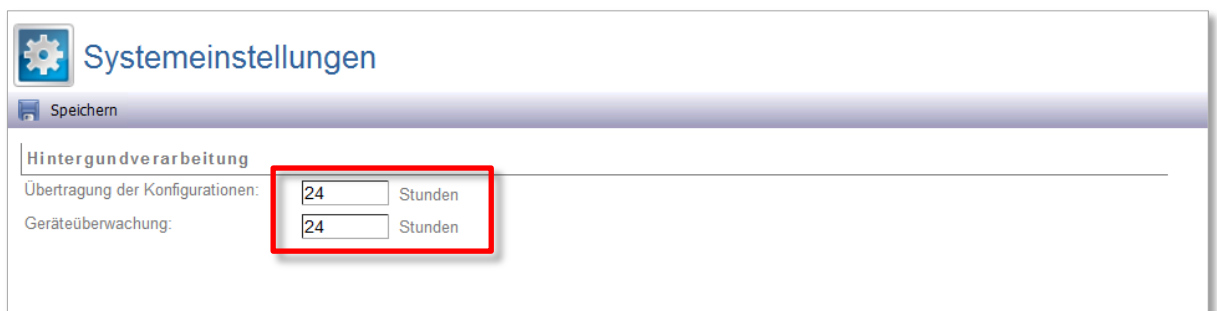 Systemeinstellungen
Speichern
Hintergundverarbeitung
Übertragung der Konfigurationen: 24 Stunden
Geräteüberwachung: 24 Stunden